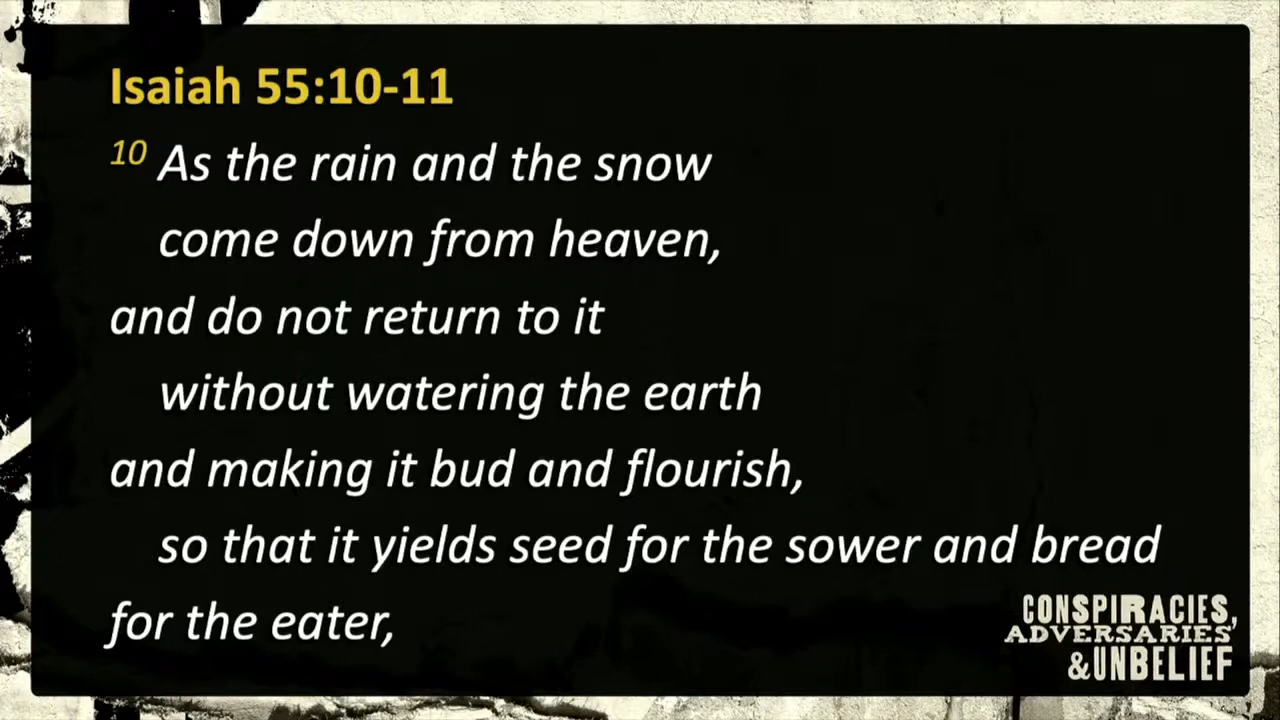 Isaiah 55:10-11
10 As the rain and the snow
come down from heaven,
and do not return to it
without watering the earth
and making it bud and flourish,
so that it yields seed for the sower and bread
for the eater,
CONSPIRACIES,
ADVERSARIES
&UNBELIEF